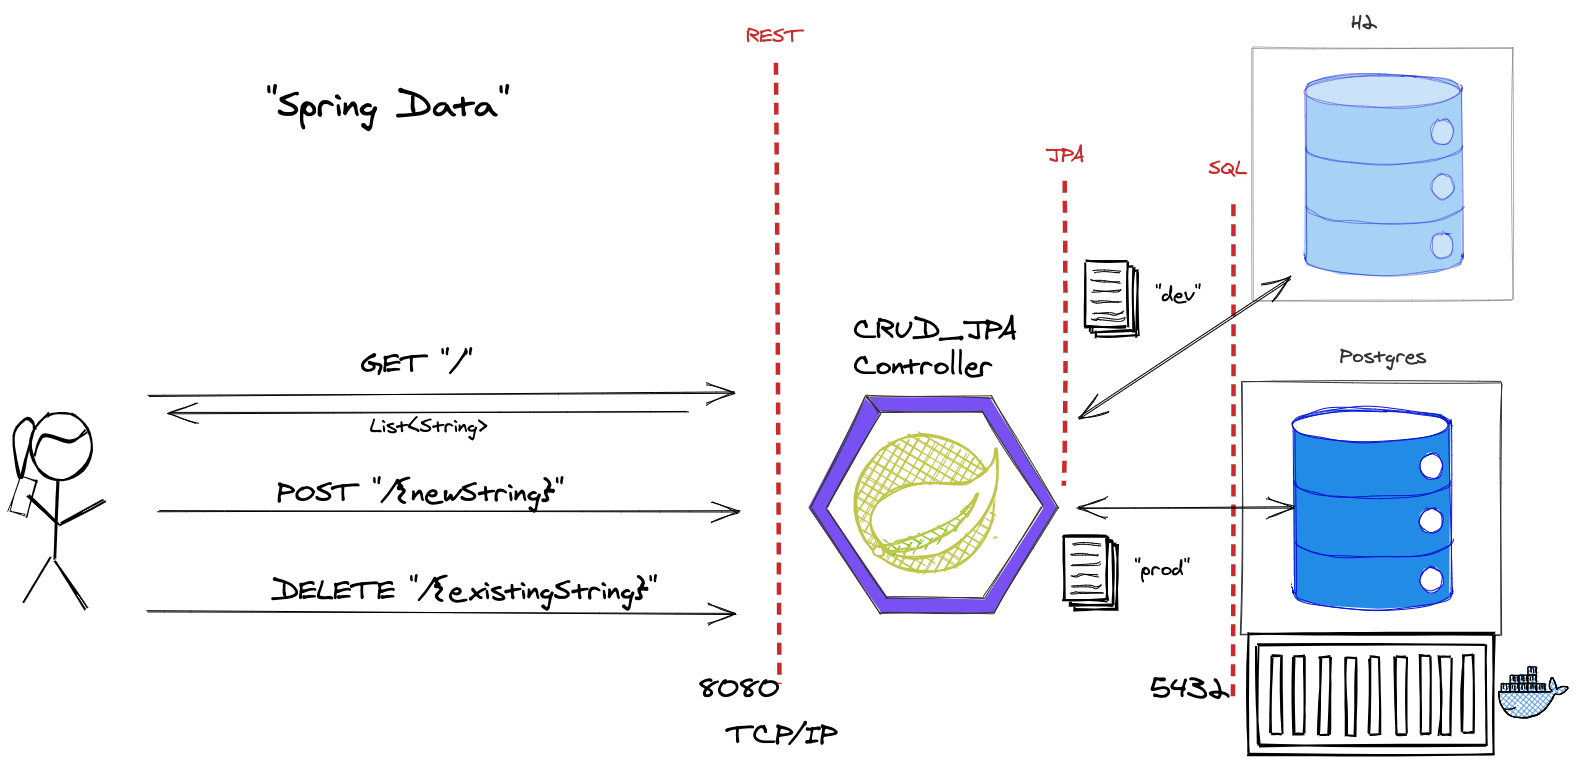 H2
REST
"Spring Data"
JPA
SQL
"dev"
CRUD_JPA
Controller
GET "/"
Postgres
List<String>
POST "/{newString}"
"prod"
DELETE "/{existingString}"
8080
5432
TCP/IP